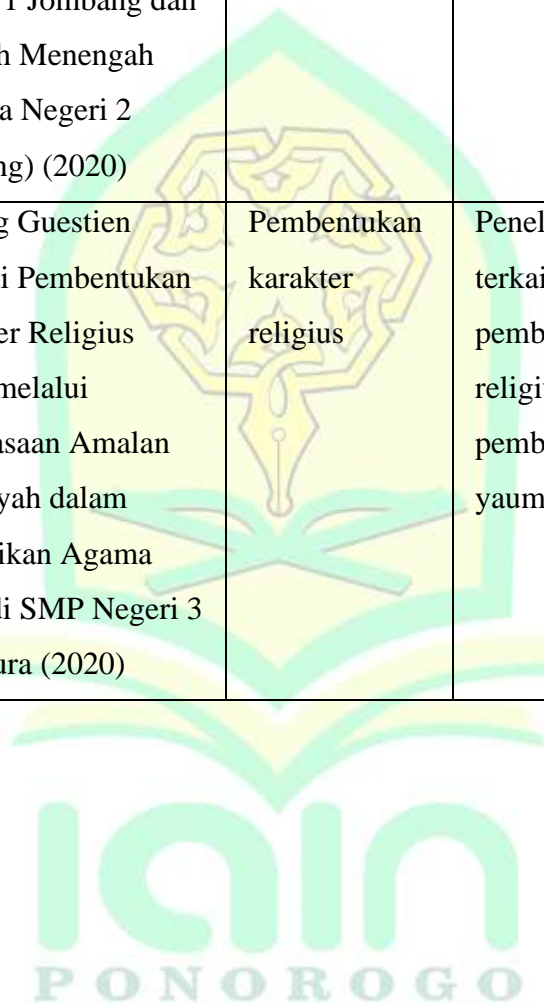 1 Jombang dan
h Menengah
a Negeri 2
ng) (2020)
g Guestien
i Pembentukan
er Religius
melalui
asaan Amalan
yah dalam
ikan Agama
di SMP Negeri 3
ura (2020)
Pembentukan
karakter
religius
Penel
terkai
pemb
religi
pemb
yaum
iain
PONOROGO